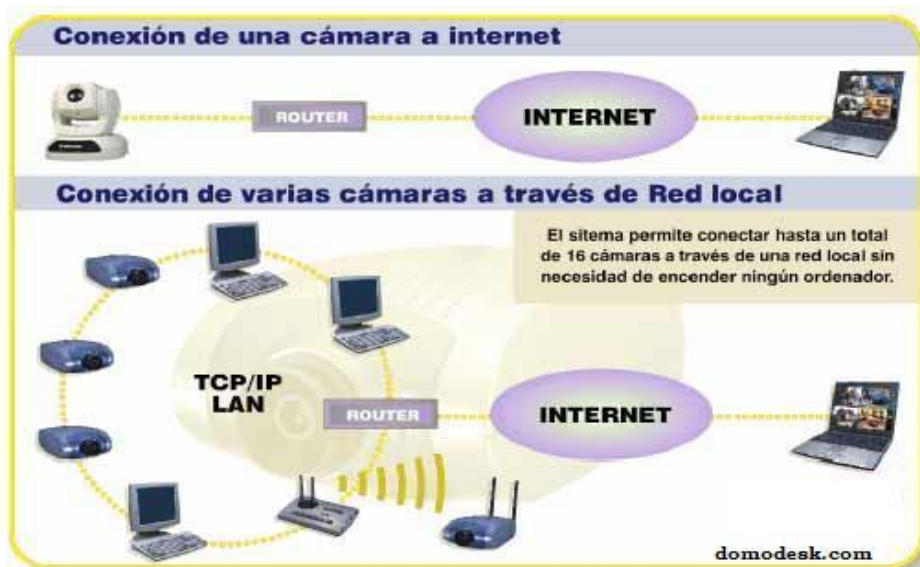 Conexión de una cámara a internet
ROUTER
INTERNET
Conexión de varias cámaras a través de Red local
El sitema permite conectar hasta un total
de 16 cámaras a través de una red local sin
necesidad de encender ningún ordenador.
TCP/IP
LAN
ROUTER
INTERNET
domodesk.com